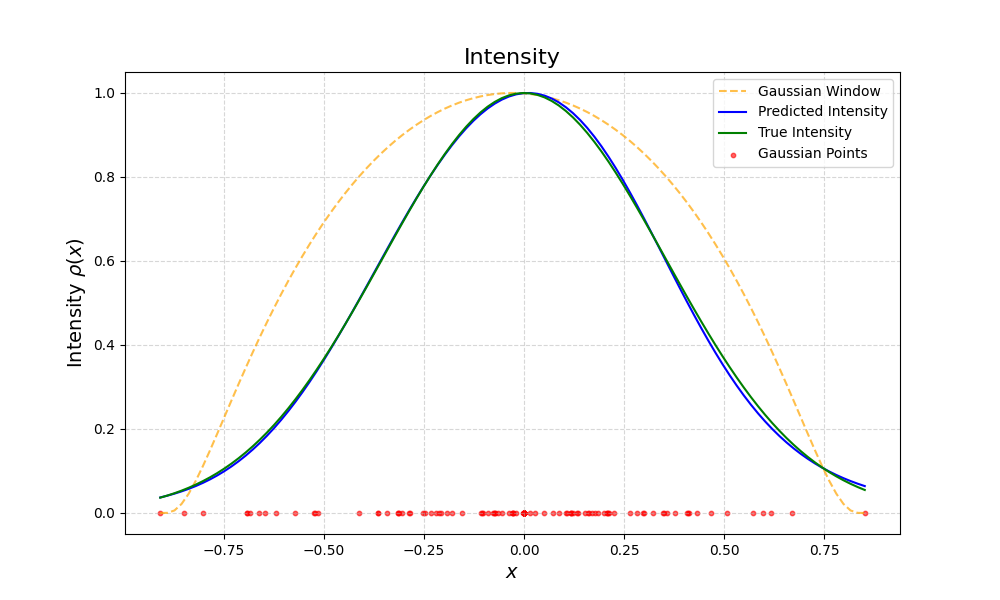 Intensity
Gaussian Window
Predicted Intensity
True Intensity
Gaussian Points
Intensity ρ(x)
1.0
0.8
0.6
0.4
0.2
0.0
−0.75
−0.50
−0.25
0.00
0.25
0.50
0.75
x